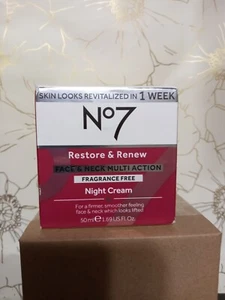 SKIN LOOKS REVITALIZED IN 1 WEEK
No7
Restore & Renew
FACE & NECK MULTI ACTION
FRAGRANCE FREE
Night Cream
For a firmer, smoother feeling
face & neck which looks lifted
50ml e 1.69 US Fl. Oz.